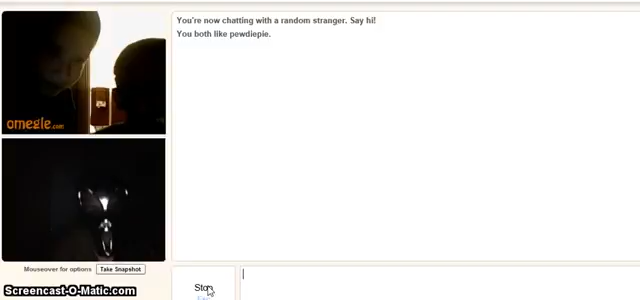 You're now chatting with a random stranger. Say hi!
You both like pewdiepie.
omegle.com
Mouseover for options
Take Snapshot
Stop
Esc
Screencast-O-Matic.com